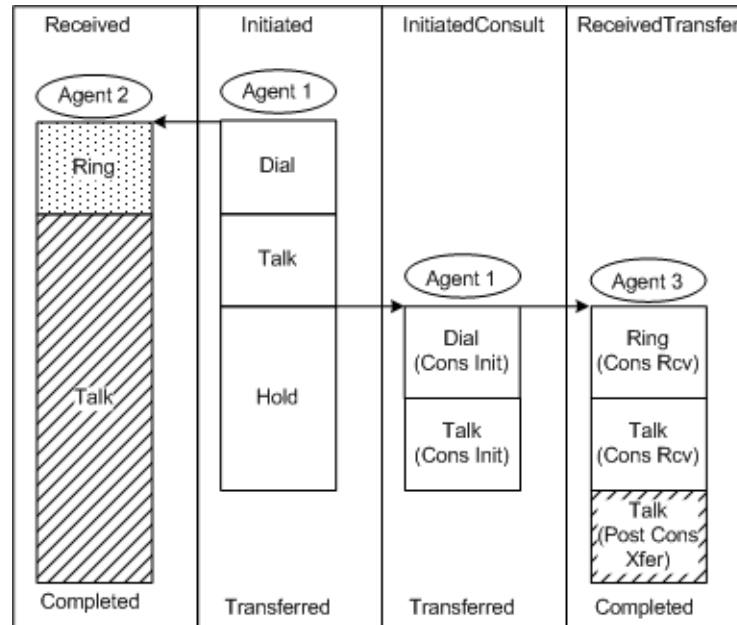 Received
Initiated
InitiatedConsult
ReceivedTransfer
Agent 2
Agent 1
Ring
Dial
Talk
Agent 1
Agent 3
Dial
(Cons Init)
Ring
(Cons Rcv)
Talk
Hold
Talk
(Cons Init)
Talk
(Cons Rcv)
Talk
(Post Cons
Xfer)
Completed
Transferred
Transferred
Completed